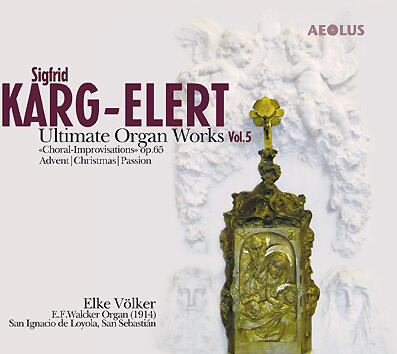 AEOLUS
Sigfrid
KARG-ELERT
Ultimate Organ Works Vol.5
«Choral-Improvisations» op.65
Advent|Christmas|Passion
Elke Völker
E.F.Walcker Organ (1914)
San Ignacio de Loyola, San Sebastián